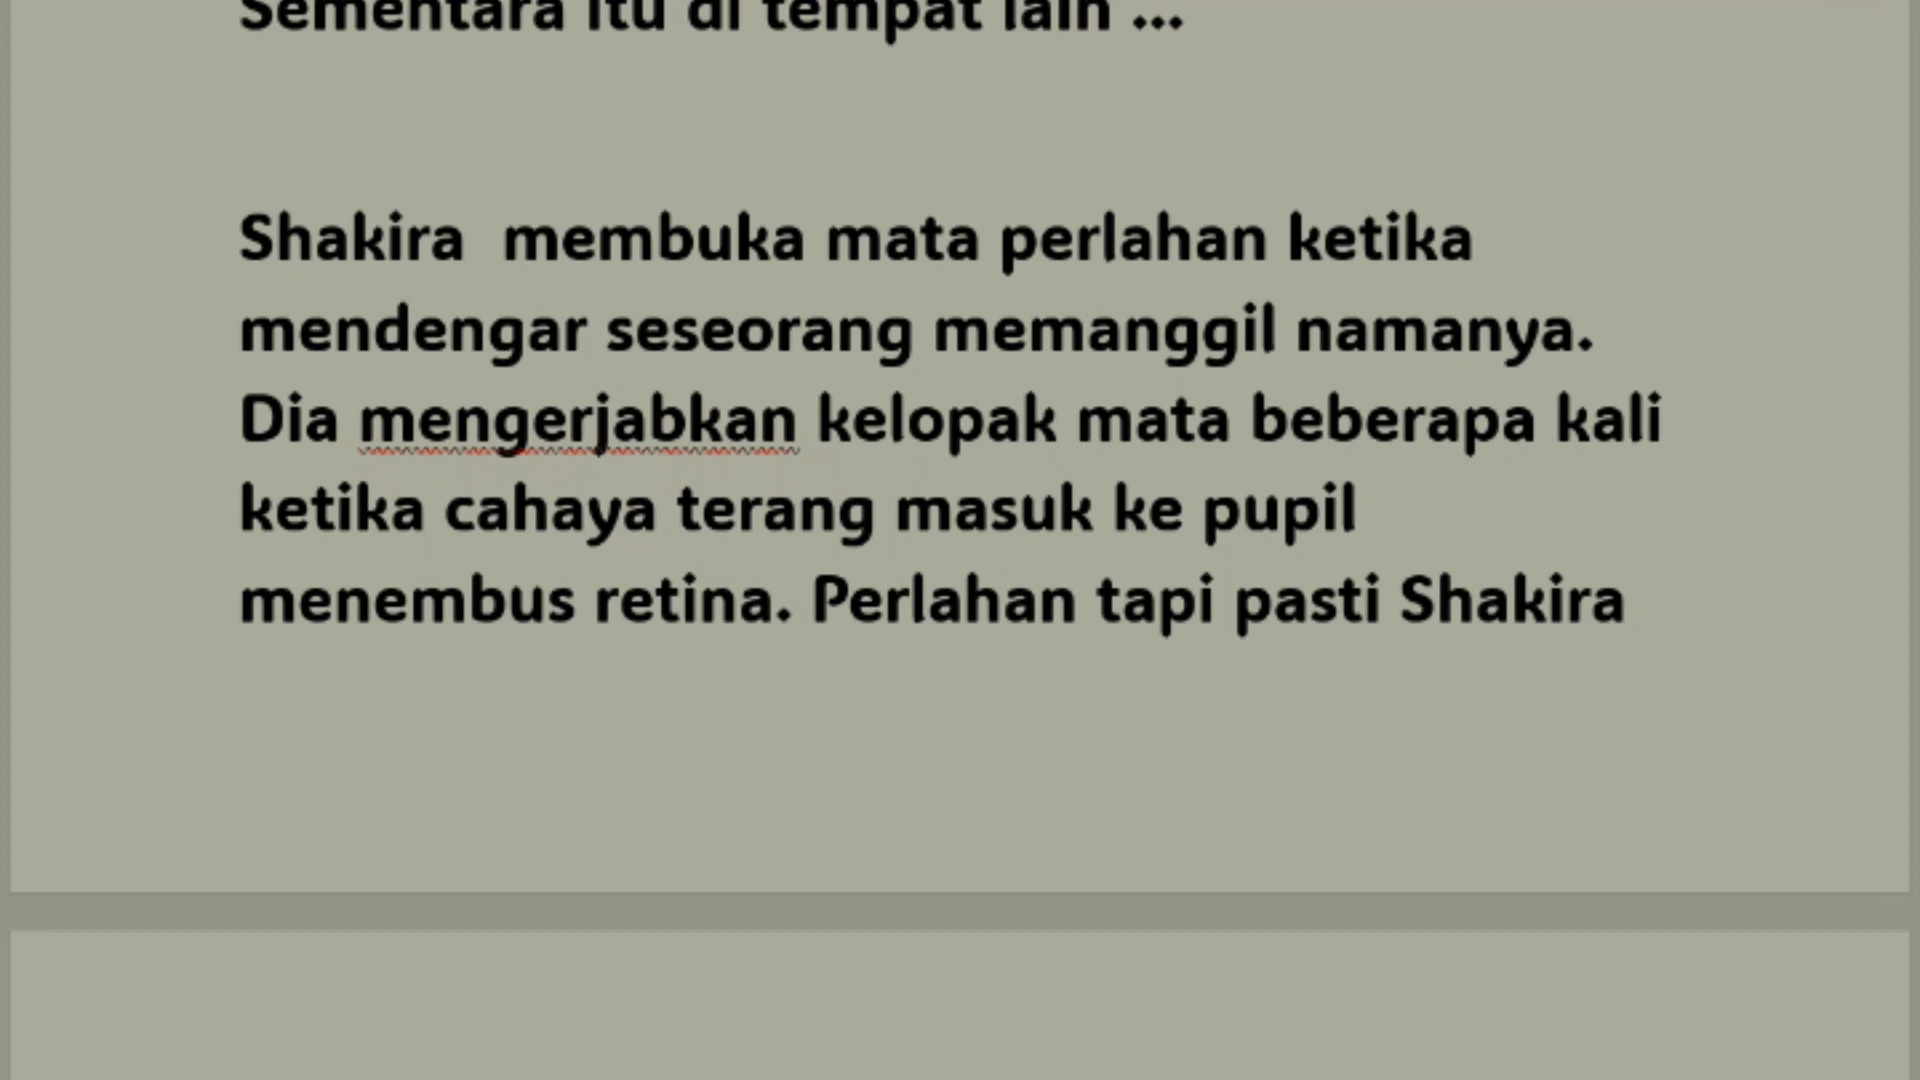 Sementara itu di tempat lain ...
Shakira  membuka mata perlahan ketika
mendengar seseorang memanggil namanya.
Dia mengerjabkan kelopak mata beberapa kali
ketika cahaya terang masuk ke pupil
menembus retina. Perlahan tapi pasti Shakira